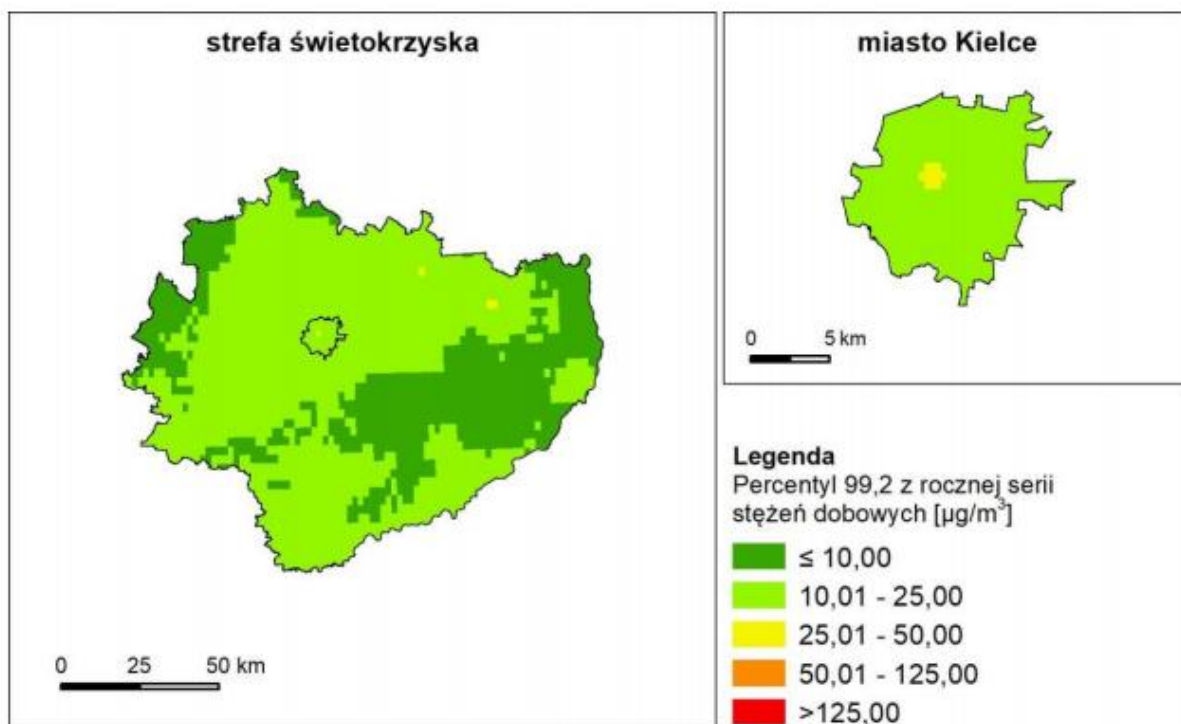 strefa świetokrzyska
0 25 50 km
miasto Kielce
0 5 km
Legenda
Percentyl 99,2 z rocznej serii
stężeń dobowych [µg/m³]
≤ 10,00
10,01 - 25,00
25,01 - 50,00
50,01 - 125,00
>125,00